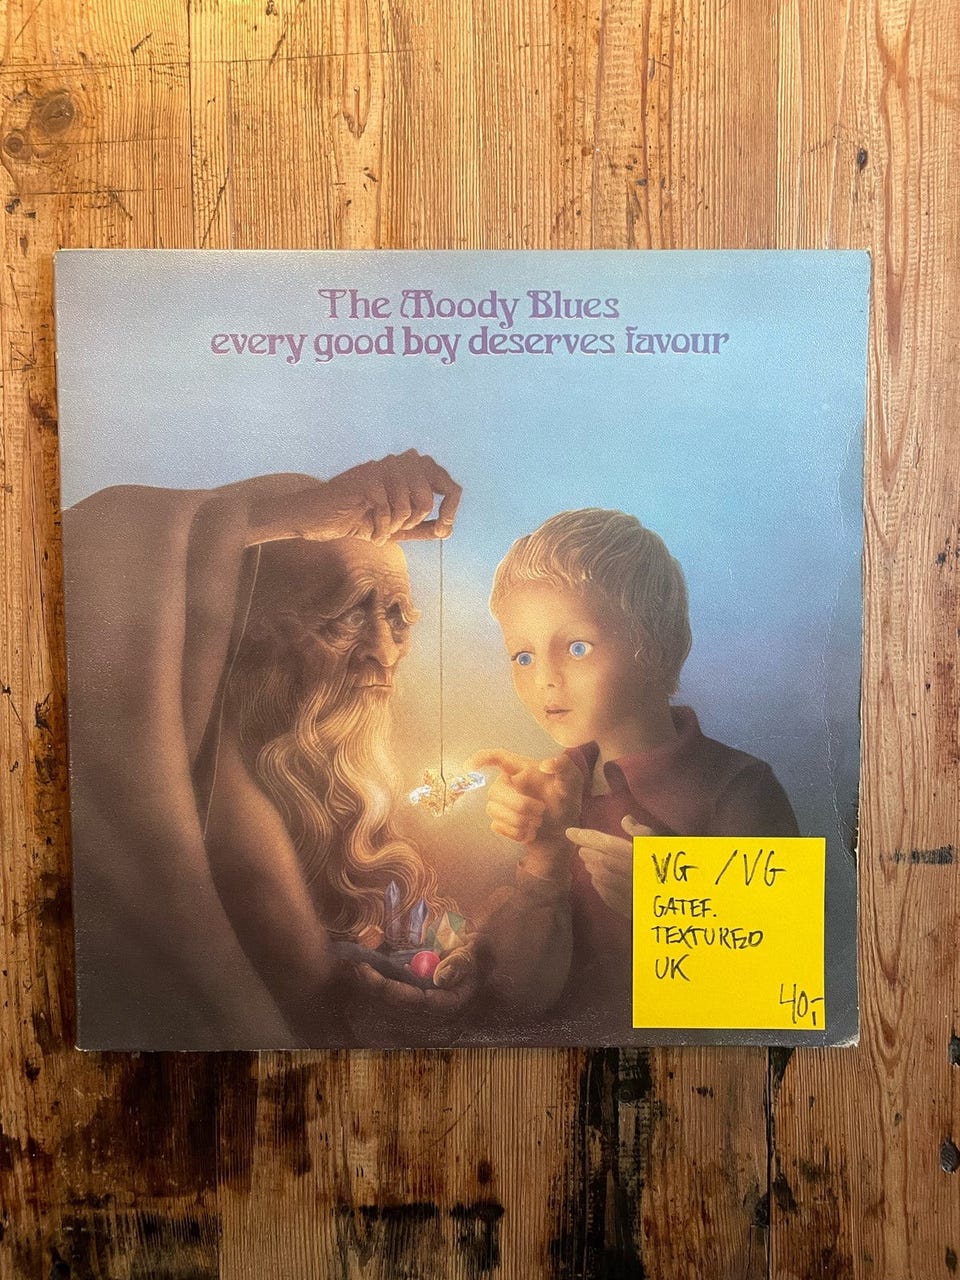 The Moody Blues
every good boy deserves favour
VG / VG
GATEF.
TEXTURED
UK
40,-